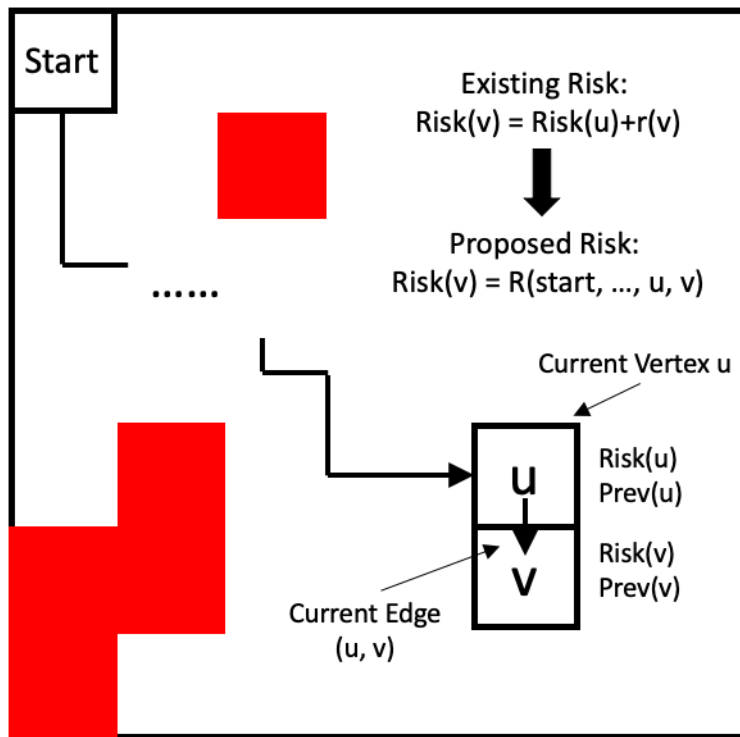 Start
Existing Risk:
Risk(v) = Risk(u)+r(v)
Proposed Risk:
Risk(v) = R(start, ..., u, v)
......
Current Vertex u
u
Risk(u)
Prev(u)
v
Risk(v)
Prev(v)
Current Edge
(u, v)